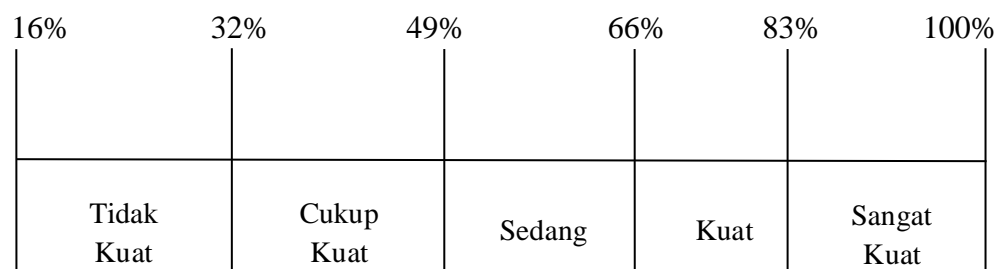 16% 32% 49% 66% 83% 100%
Tidak Kuat
Cukup Kuat
Sedang
Kuat
Sangat Kuat